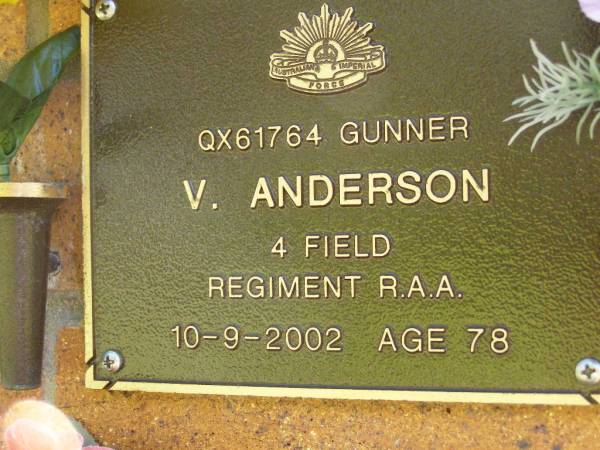 AUSTRALIAN IMPERIAL
FORCE
QX61764 GUNNER
V. ANDERSON
4 FIELD
REGIMENT R.A.A.
10-9-2002 AGE 78